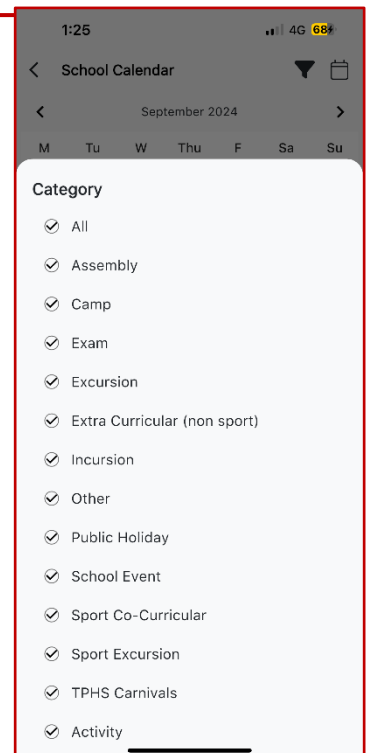 1:25 4G 68
School Calendar
September 2024
M Tu W Thu F Sa Su
Category
All
Assembly
Camp
Exam
Excursion
Extra Curricular (non sport)
Incursion
Other
Public Holiday
School Event
Sport Co-Curricular
Sport Excursion
TPHS Carnivals
Activity